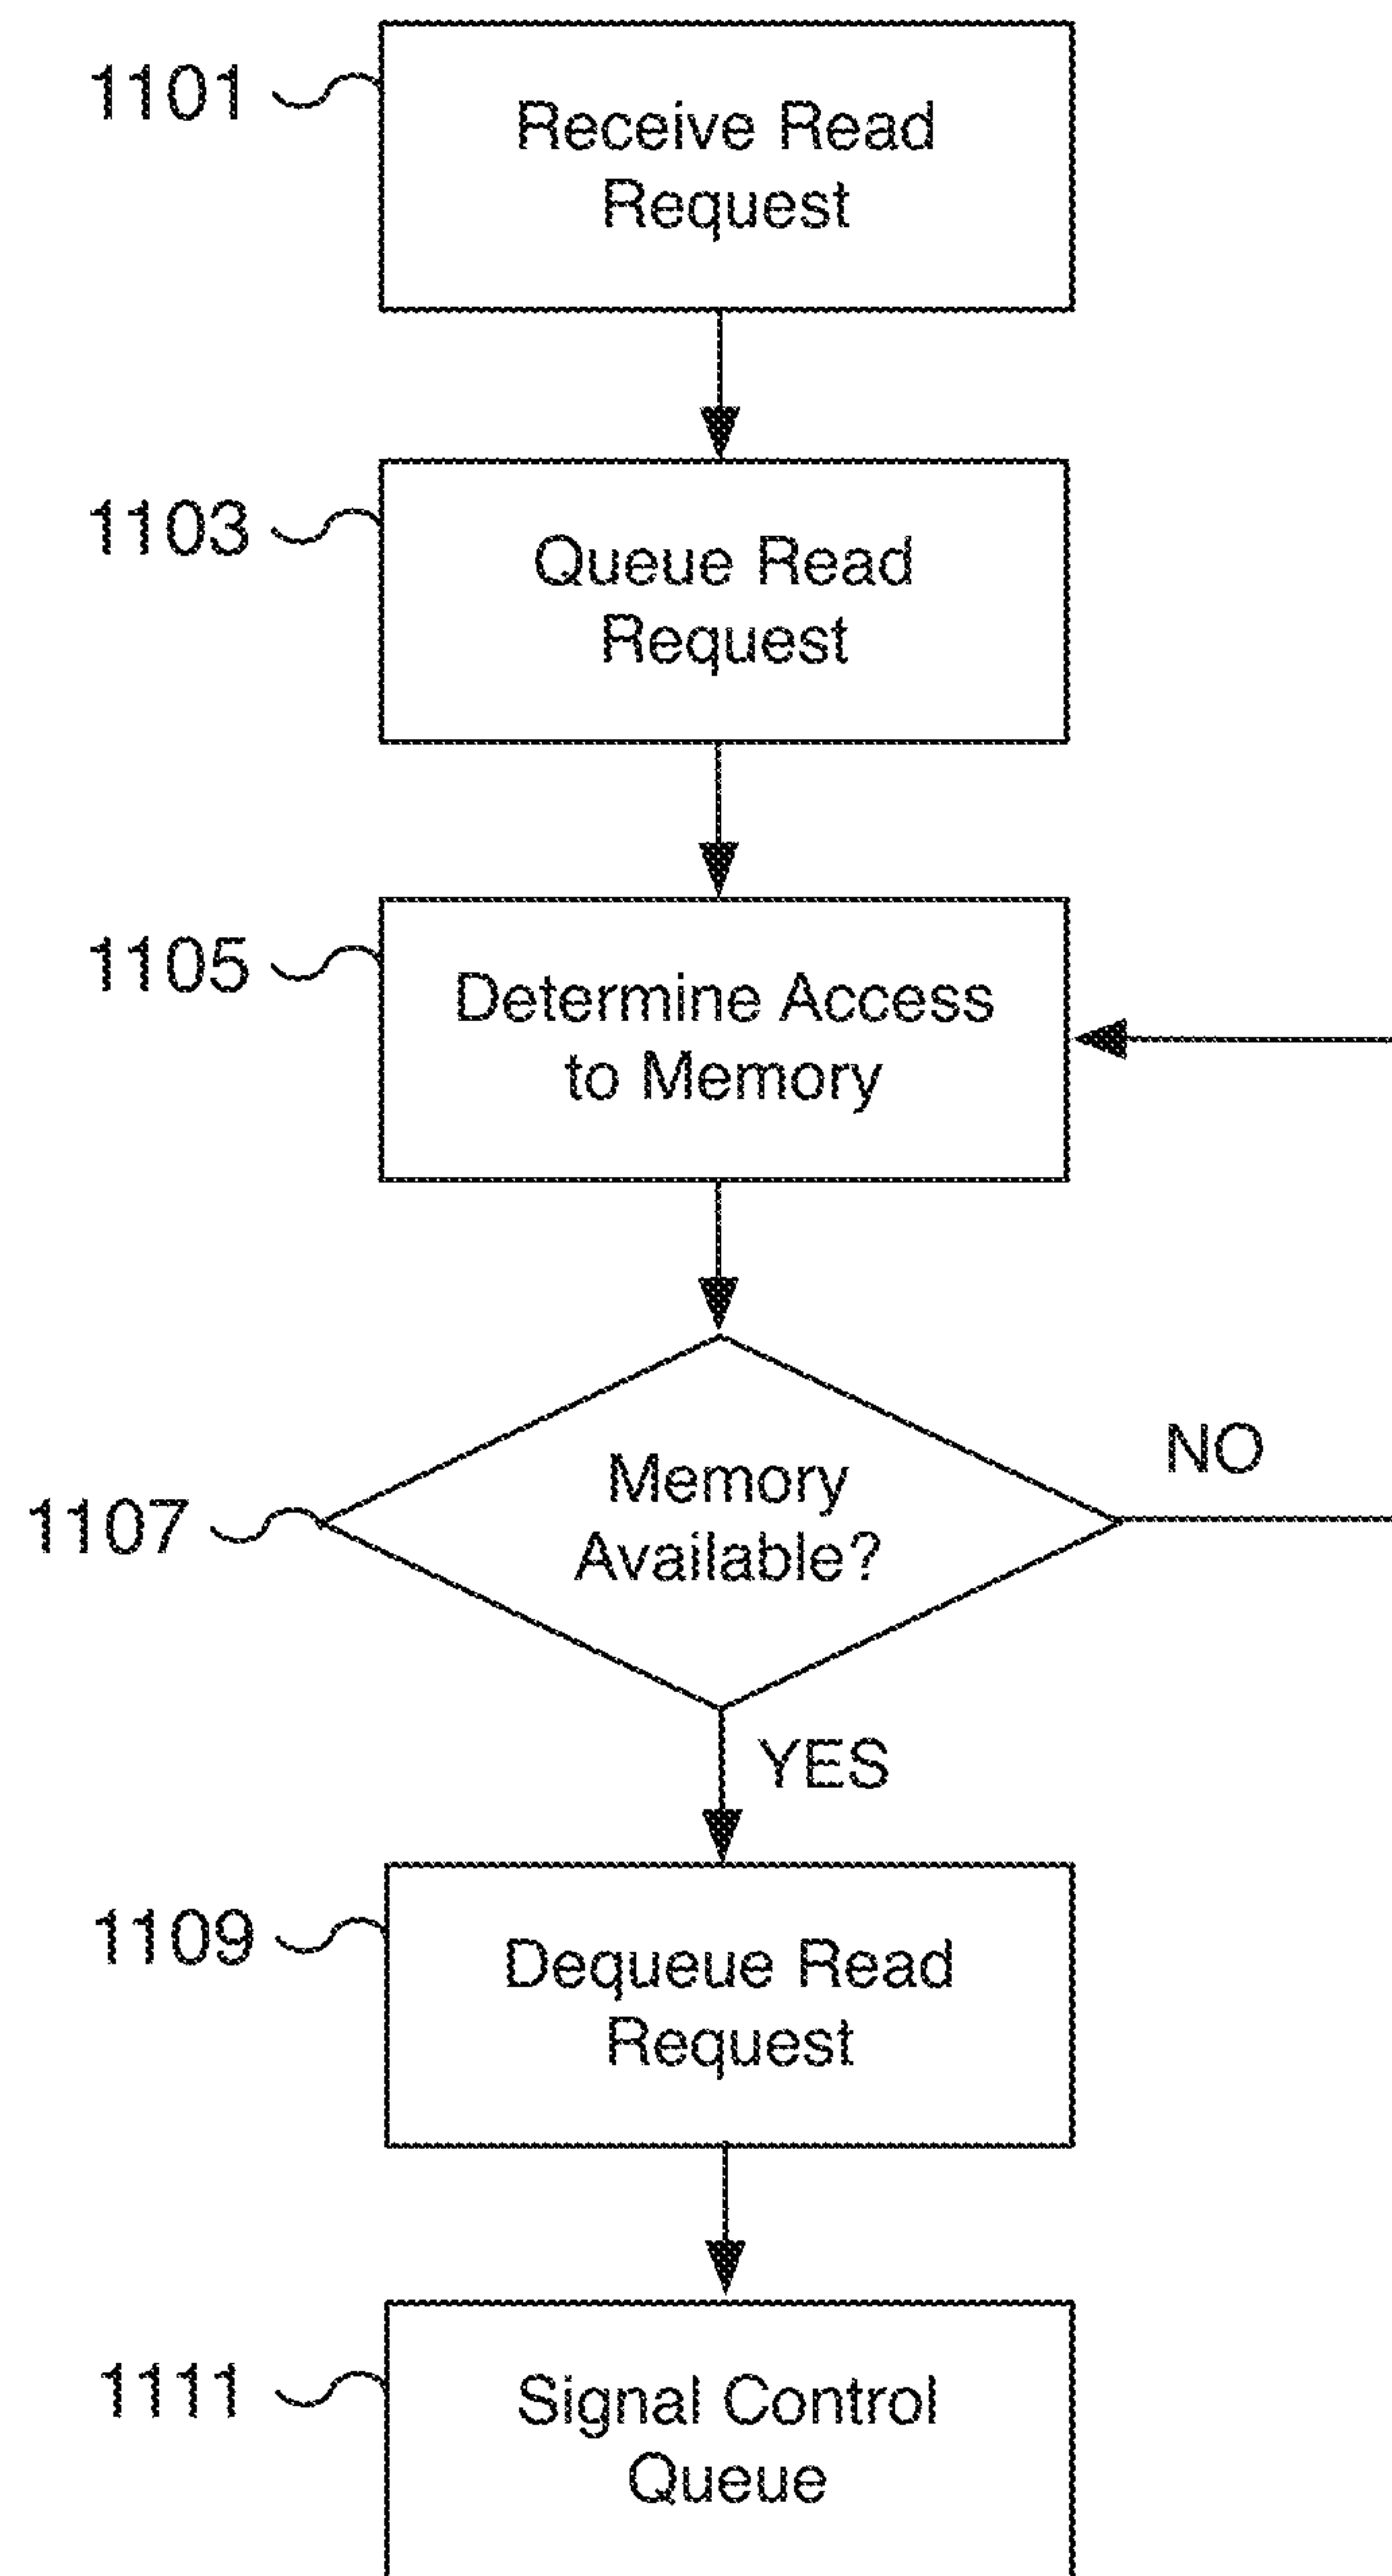 1101
Receive Read
Request
1103
Queue Read
Request
1105
Determine Access
to Memory
1107
Memory
Available?
NO
YES
1109
Dequeue Read
Request
1111
Signal Control
Queue